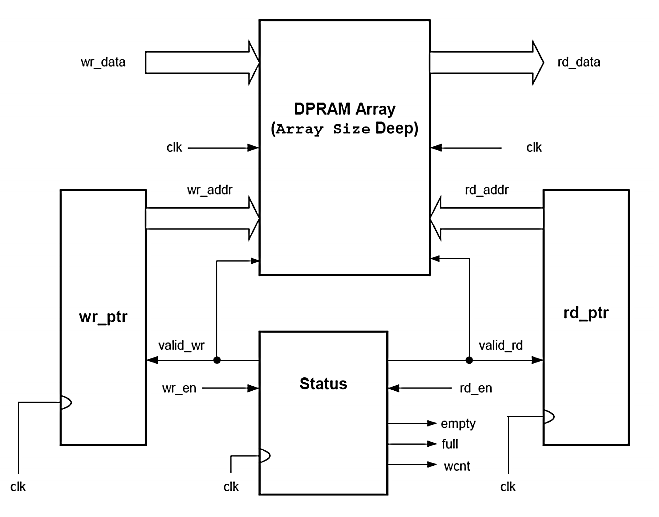 wr_data
rd_data
DPRAM Array
(Array Size Deep)
clk
clk
wr_addr
rd_addr
wr_ptr
rd_ptr
valid_wr
valid_rd
Status
wr_en
rd_en
empty
full
wcnt
clk
clk
clk